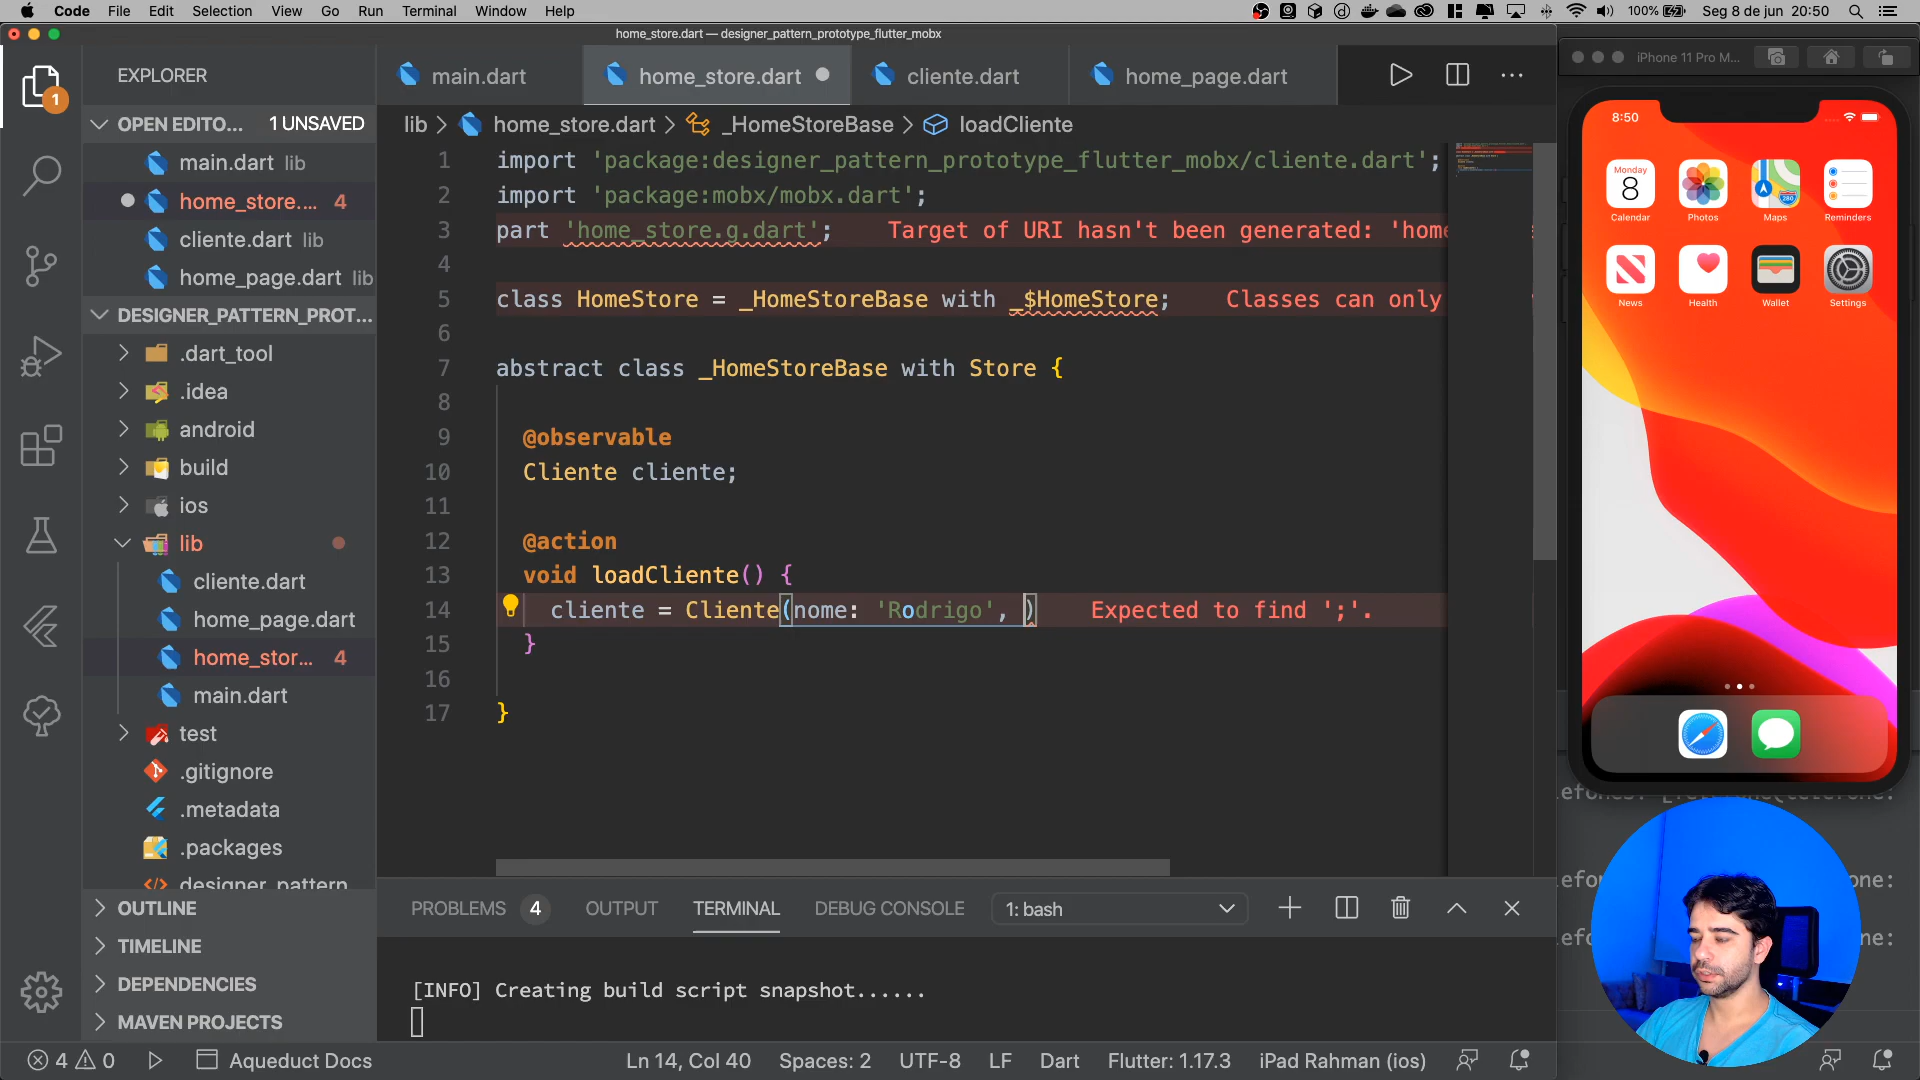 Code File Edit Selection View Go Run Terminal Window Help
100% Seg 8 de jun 20:50
home_store.dart — designer_pattern_prototype_flutter_mobx
EXPLORER
1
OPEN EDITO... 1 UNSAVED
main.dart lib
home_store.... 4
cliente.dart lib
home_page.dart lib
DESIGNER_PATTERN_PROT...
.dart_tool
.idea
android
build
ios
lib
cliente.dart
home_page.dart
home_stor... 4
main.dart
test
.gitignore
.metadata
.packages
designer_pattern
OUTLINE
TIMELINE
DEPENDENCIES
MAVEN PROJECTS
main.dart home_store.dart cliente.dart home_page.dart
lib > home_store.dart > _HomeStoreBase > loadCliente
1 import 'package:designer_pattern_prototype_flutter_mobx/cliente.dart';
2 import 'package:mobx/mobx.dart';
3 part 'home_store.g.dart'; Target of URI hasn't been generated: 'home
4
5 class HomeStore = _HomeStoreBase with _$HomeStore; Classes can only
6
7 abstract class _HomeStoreBase with Store {
8
9 @observable
10 Cliente cliente;
11
12 @action
13 void loadCliente() {
14 cliente = Cliente(nome: 'Rodrigo', ) Expected to find ';'.
15 }
16
17 }
PROBLEMS 4 OUTPUT TERMINAL DEBUG CONSOLE 1: bash
[INFO] Creating build script snapshot......
4 0 Aqueduct Docs Ln 14, Col 40 Spaces: 2 UTF-8 LF Dart Flutter: 1.17.3 iPad Rahman (ios)
iPhone 11 Pro M...
8:50
Monday
8
280
Calendar Photos Maps Reminders
News Health Wallet Settings